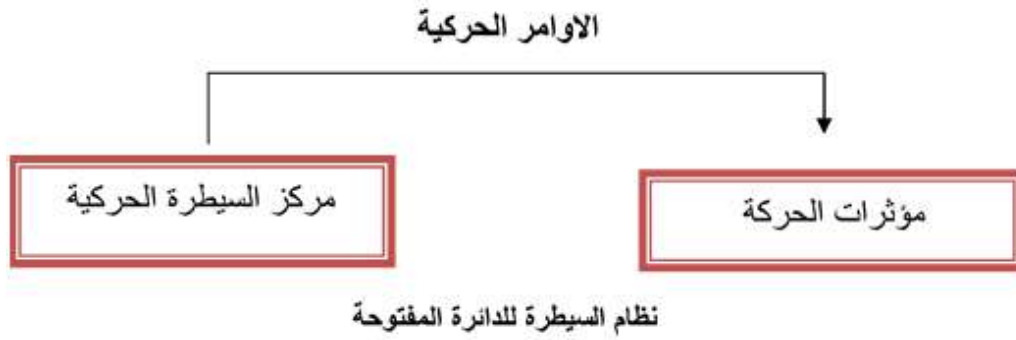 الاوامر الحركية
مركز السيطرة الحركية
مؤثرات الحركة
نظام السيطرة للدائرة المفتوحة